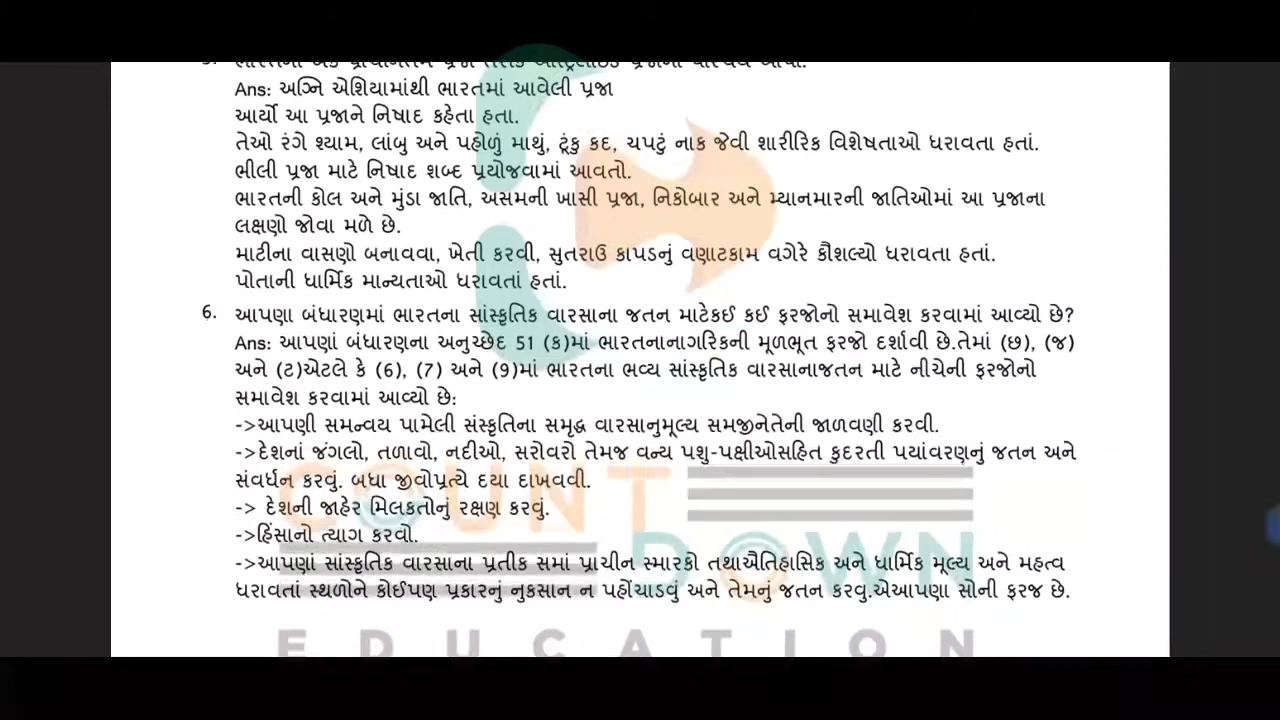 Ans: અગ્નિ એશિયામાંથી ભારતમાં આવેલી પ્રજા
આર્યો આ પ્રજાને નિષાદ કહેતા હતા.
તેઓ રંગે શ્યામ, લાંબુ અને પહોળું માથું, ટૂંકુ કદ, ચપટું નાક જેવી શારીરિક વિશેષતાઓ ધરાવતા હતાં.
ભીલી પ્રજા માટે નિષાદ શબ્દ પ્રયોજવામાં આવતો.
ભારતની કોલ અને મુંડા જાતિ, અસમની ખાસી પ્રજા, નિકોબાર અને મ્યાનમારની જાતિઓમાં આ પ્રજાના
લક્ષણો જોવા મળે છે.
માટીના વાસણો બનાવવા, ખેતી કરવી, સુતરાઉ કાપડનું વણાટકામ વગેરે કૌશલ્યો ધરાવતા હતાં.
પોતાની ધાર્મિક માન્યતાઓ ધરાવતાં હતાં.
6. આપણા બંધારણમાં ભારતના સાંસ્કૃતિક વારસાના જતન માટેકઈ કઈ ફરજોનો સમાવેશ કરવામાં આવ્યો છે?
Ans: આપણાં બંધારણના અનુચ્છેદ 51 (ક)માં ભારતનાનાગરિકની મૂળભૂત ફરજો દર્શાવી છે.તેમાં (છ), (જ)
અને (ટ)એટલે કે (6), (7) અને (9)માં ભારતના ભવ્ય સાંસ્કૃતિક વારસાનાજતન માટે નીચેની ફરજોનો
સમાવેશ કરવામાં આવ્યો છે:
->આપણી સમન્વય પામેલી સંસ્કૃતિના સમૃદ્ધ વારસાનુમૂલ્ય સમજીનેતેની જાળવણી કરવી.
->દેશનાં જંગલો, તળાવો, નદીઓ, સરોવરો તેમજ વન્ય પશુ-પક્ષીઓસહિત કુદરતી પયાંવરણનું જતન અને
સંવર્ધન કરવું. બધા જીવોપ્રત્યે દયા દાખવવી.
-> દેશની જાહેર મિલકતોનું રક્ષણ કરવું.
->હિંસાનો ત્યાગ કરવો.
->આપણાં સાંસ્કૃતિક વારસાના પ્રતીક સમાં પ્રાચીન સ્મારકો તથાઐતિહાસિક અને ધાર્મિક મૂલ્ય અને મહત્વ
ધરાવતાં સ્થળોને કોઈપણ પ્રકારનું નુકસાન ન પહોંચાડવું અને તેમનું જતન કરવુ.એઆપણા સૌની ફરજ છે.
COUNT
DOWN
EDUCATION